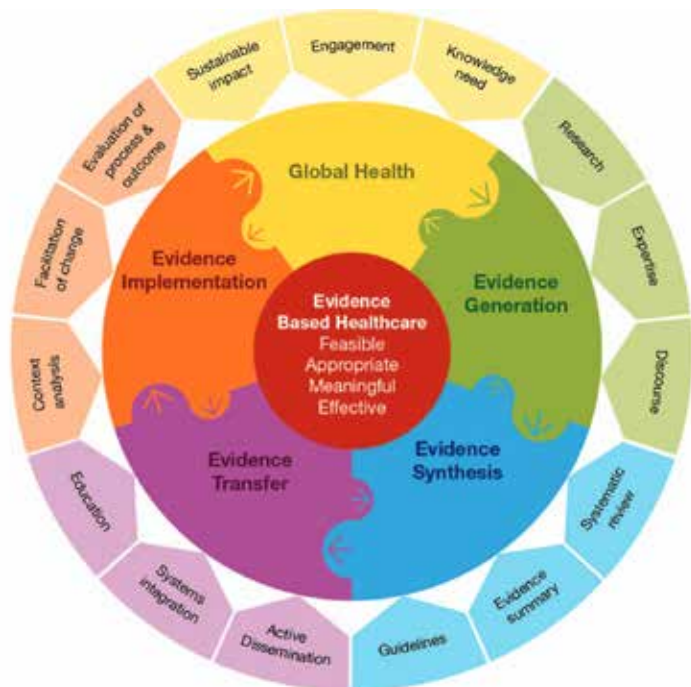 Engagement
Knowledge
need
Research
Expertise
Discourse
Systematic
review
Evidence
summary
Guidelines
Active
Dissemination
Systems
integration
Education
Context
analysis
Facilitation
of change
Evaluation of
process &
outcome
Sustainable
impact
Global Health
Evidence
Generation
Evidence
Synthesis
Evidence
Transfer
Evidence
Implementation
Evidence
Based Healthcare
Feasible
Appropriate
Meaningful
Effective